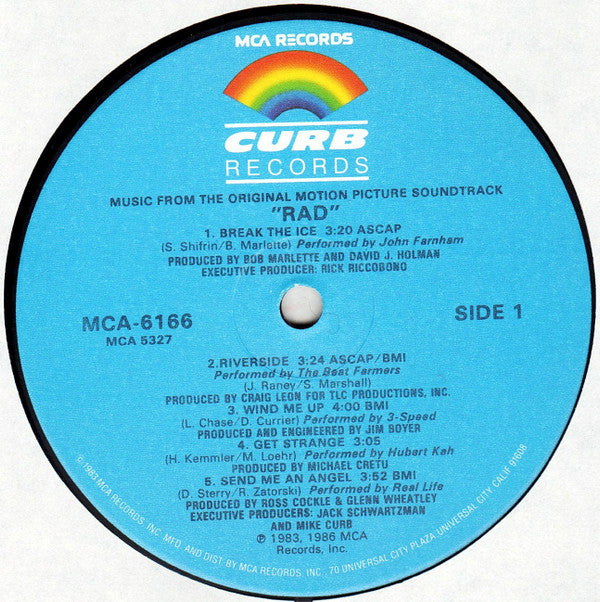 MCA RECORDS
CURB
RECORDS
MUSIC FROM THE ORIGINAL MOTION PICTURE SOUNDTRACK
"RAD"
1. BREAK THE ICE 3:20 ASCAP
(S. Shifrin/B. Marlette) Performed by John Farnham
PRODUCED BY BOB MARLETTE AND DAVID J. HOLMAN
EXECUTIVE PRODUCER: RICK RICCOBONO
MCA-6166
MCA 5327
SIDE 1
2.RIVERSIDE 3:24 ASCAP/BMI
Performed by The Beat Farmers
(J. Raney/S. Marshall)
PRODUCED BY CRAIG LEON FOR TLC PRODUCTIONS, INC.
3. WIND ME UP 4:00 BMI
(L. Chase/D. Currier) Performed by 3-Speed
PRODUCED AND ENGINEERED BY JIM BOYER
4. GET STRANGE 3:05
(H. Kemmler/M. Loehr) Performed by Hubart Kah
PRODUCED BY MICHAEL CRETU
5. SEND ME AN ANGEL 3:52 BMI
(D. Sterry/R. Zatorski) Performed by Real Life
PRODUCED BY ROSS COCKLE & GLENN WHEATLEY
EXECUTIVE PRODUCERS: JACK SCHWARTZMAN
AND MIKE CURB
℗ 1983, 1986 MCA
Records, Inc.
©1983 MCA RECORDS, INC. MFD. AND DIST. BY MCA RECORDS, INC., 70 UNIVERSAL CITY PLAZA, UNIVERSAL CITY, CALIF. 91608